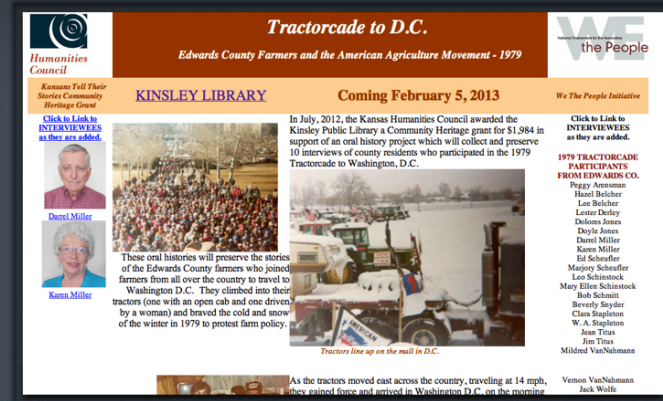 Humanities
Council
Tractorcade to D.C.
Edwards County Farmers and the American Agriculture Movement - 1979
National Endowment for the Humanities
WE
the People
Kansans Tell Their
Stories Community
Heritage Grant
KINSLEY LIBRARY
Coming February 5, 2013
We The People Initiative
Click to Link to
INTERVIEWEES
as they are added.
Darrel Miller
Karen Miller
These oral histories will preserve the stories
of the Edwards County farmers who joined
farmers from all over the country to travel to
Washington D.C. They climbed into their
tractors (one with an open cab and one driven
by a woman) and braved the cold and snow
of the winter in 1979 to protest farm policy.
In July, 2012, the Kansas Humanities Council awarded the
Kinsley Public Library a Community Heritage grant for $1,984 in
support of an oral history project which will collect and preserve
10 interviews of county residents who participated in the 1979
Tractorcade to Washington, D.C.
AMERICAN
Tractors line up on the mall in D.C.
As the tractors moved east across the country, traveling at 14 mph,
they gained force and arrived in Washington D.C. on the morning
Click to Link to
INTERVIEWEES
as they are added.
1979 TRACTORCADE
PARTICIPANTS
FROM EDWARDS CO.
Peggy Arensman
Hazel Belcher
Lee Belcher
Lester Derley
Dolores Jones
Doyle Jones
Darrel Miller
Karen Miller
Ed Scheufler
Marjory Scheufler
Leo Schinstock
Mary Ellen Schinstock
Bob Schmitt
Beverly Snyder
Clara Stapleton
W. A. Stapleton
Jean Titus
Jim Titus
Mildred VanNahmann
Vernon VanNahmann
Jack Wolfe